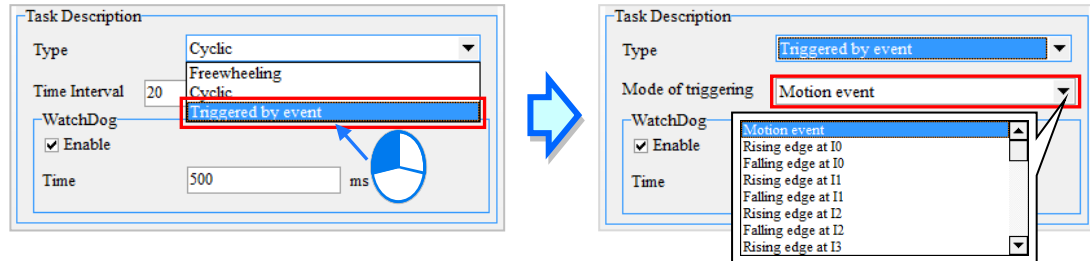 Task Description
Type Cyclic
Freewheeling
Time Interval 20 Cyclic
Triggered by event
WatchDog
Enable
Time 500 ms
Task Description
Type Triggered by event
Mode of triggering Motion event
WatchDog
Motion event
Enable
Rising edge at I0
Falling edge at I0
Time
Rising edge at I1
Falling edge at I1
Rising edge at I2
Falling edge at I2
Rising edge at I3